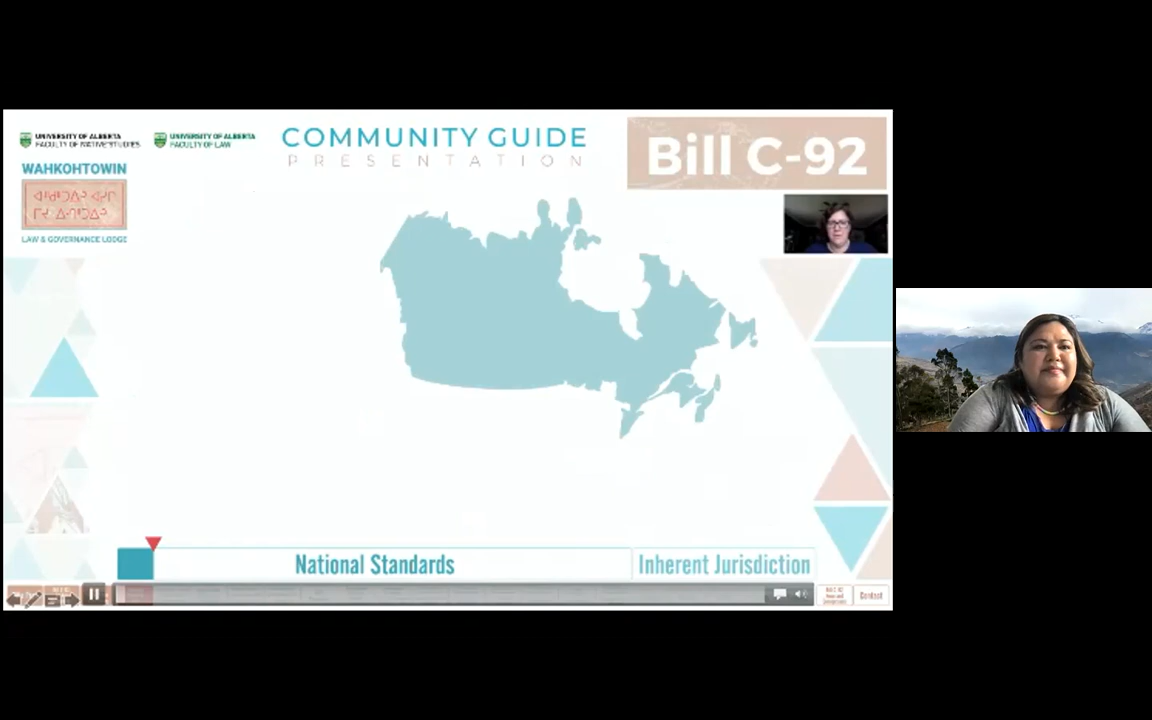 UNIVERSITY OF ALBERTA
FACULTY OF NATIVE STUDIES
UNIVERSITY OF ALBERTA
FACULTY OF LAW
COMMUNITY GUIDE
PRESENTATION
Bill C-92
WAHKOHTOWIN
LAW & GOVERNANCE LODGE
National Standards
Inherent Jurisdiction
Contact